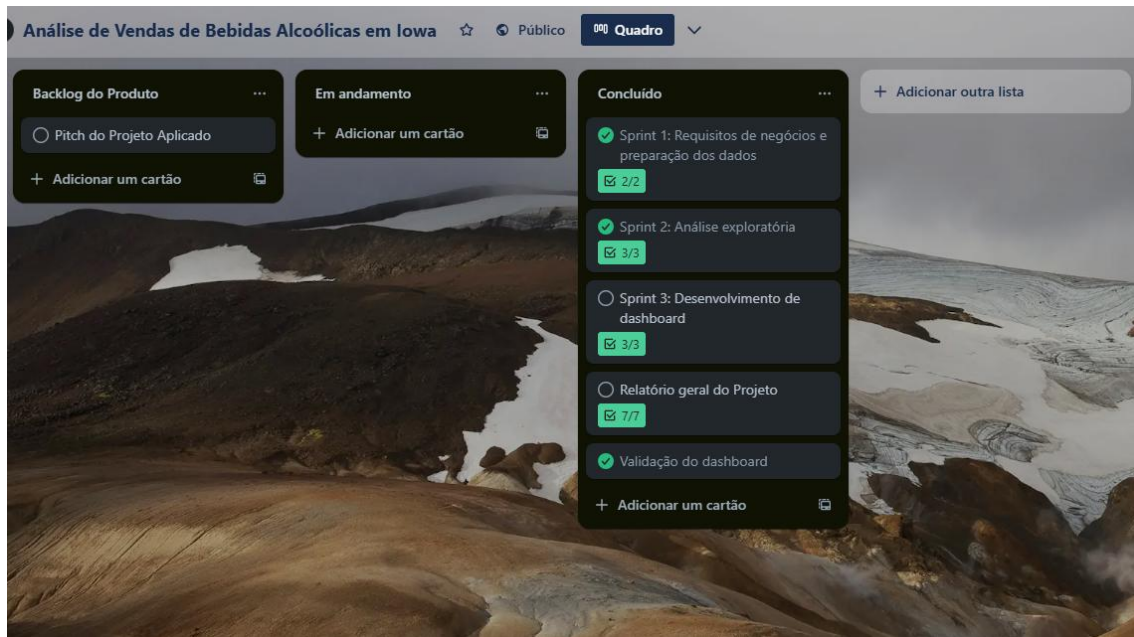 Análise de Vendas de Bebidas Alcoólicas em Iowa
Público
Quadro
Backlog do Produto
Pitch do Projeto Aplicado
+ Adicionar um cartão
Em andamento
+ Adicionar um cartão
Concluído
Sprint 1: Requisitos de negócios e
preparação dos dados
2/2
Sprint 2: Análise exploratória
3/3
Sprint 3: Desenvolvimento de
dashboard
3/3
Relatório geral do Projeto
7/7
Validação do dashboard
+ Adicionar um cartão
+ Adicionar outra lista